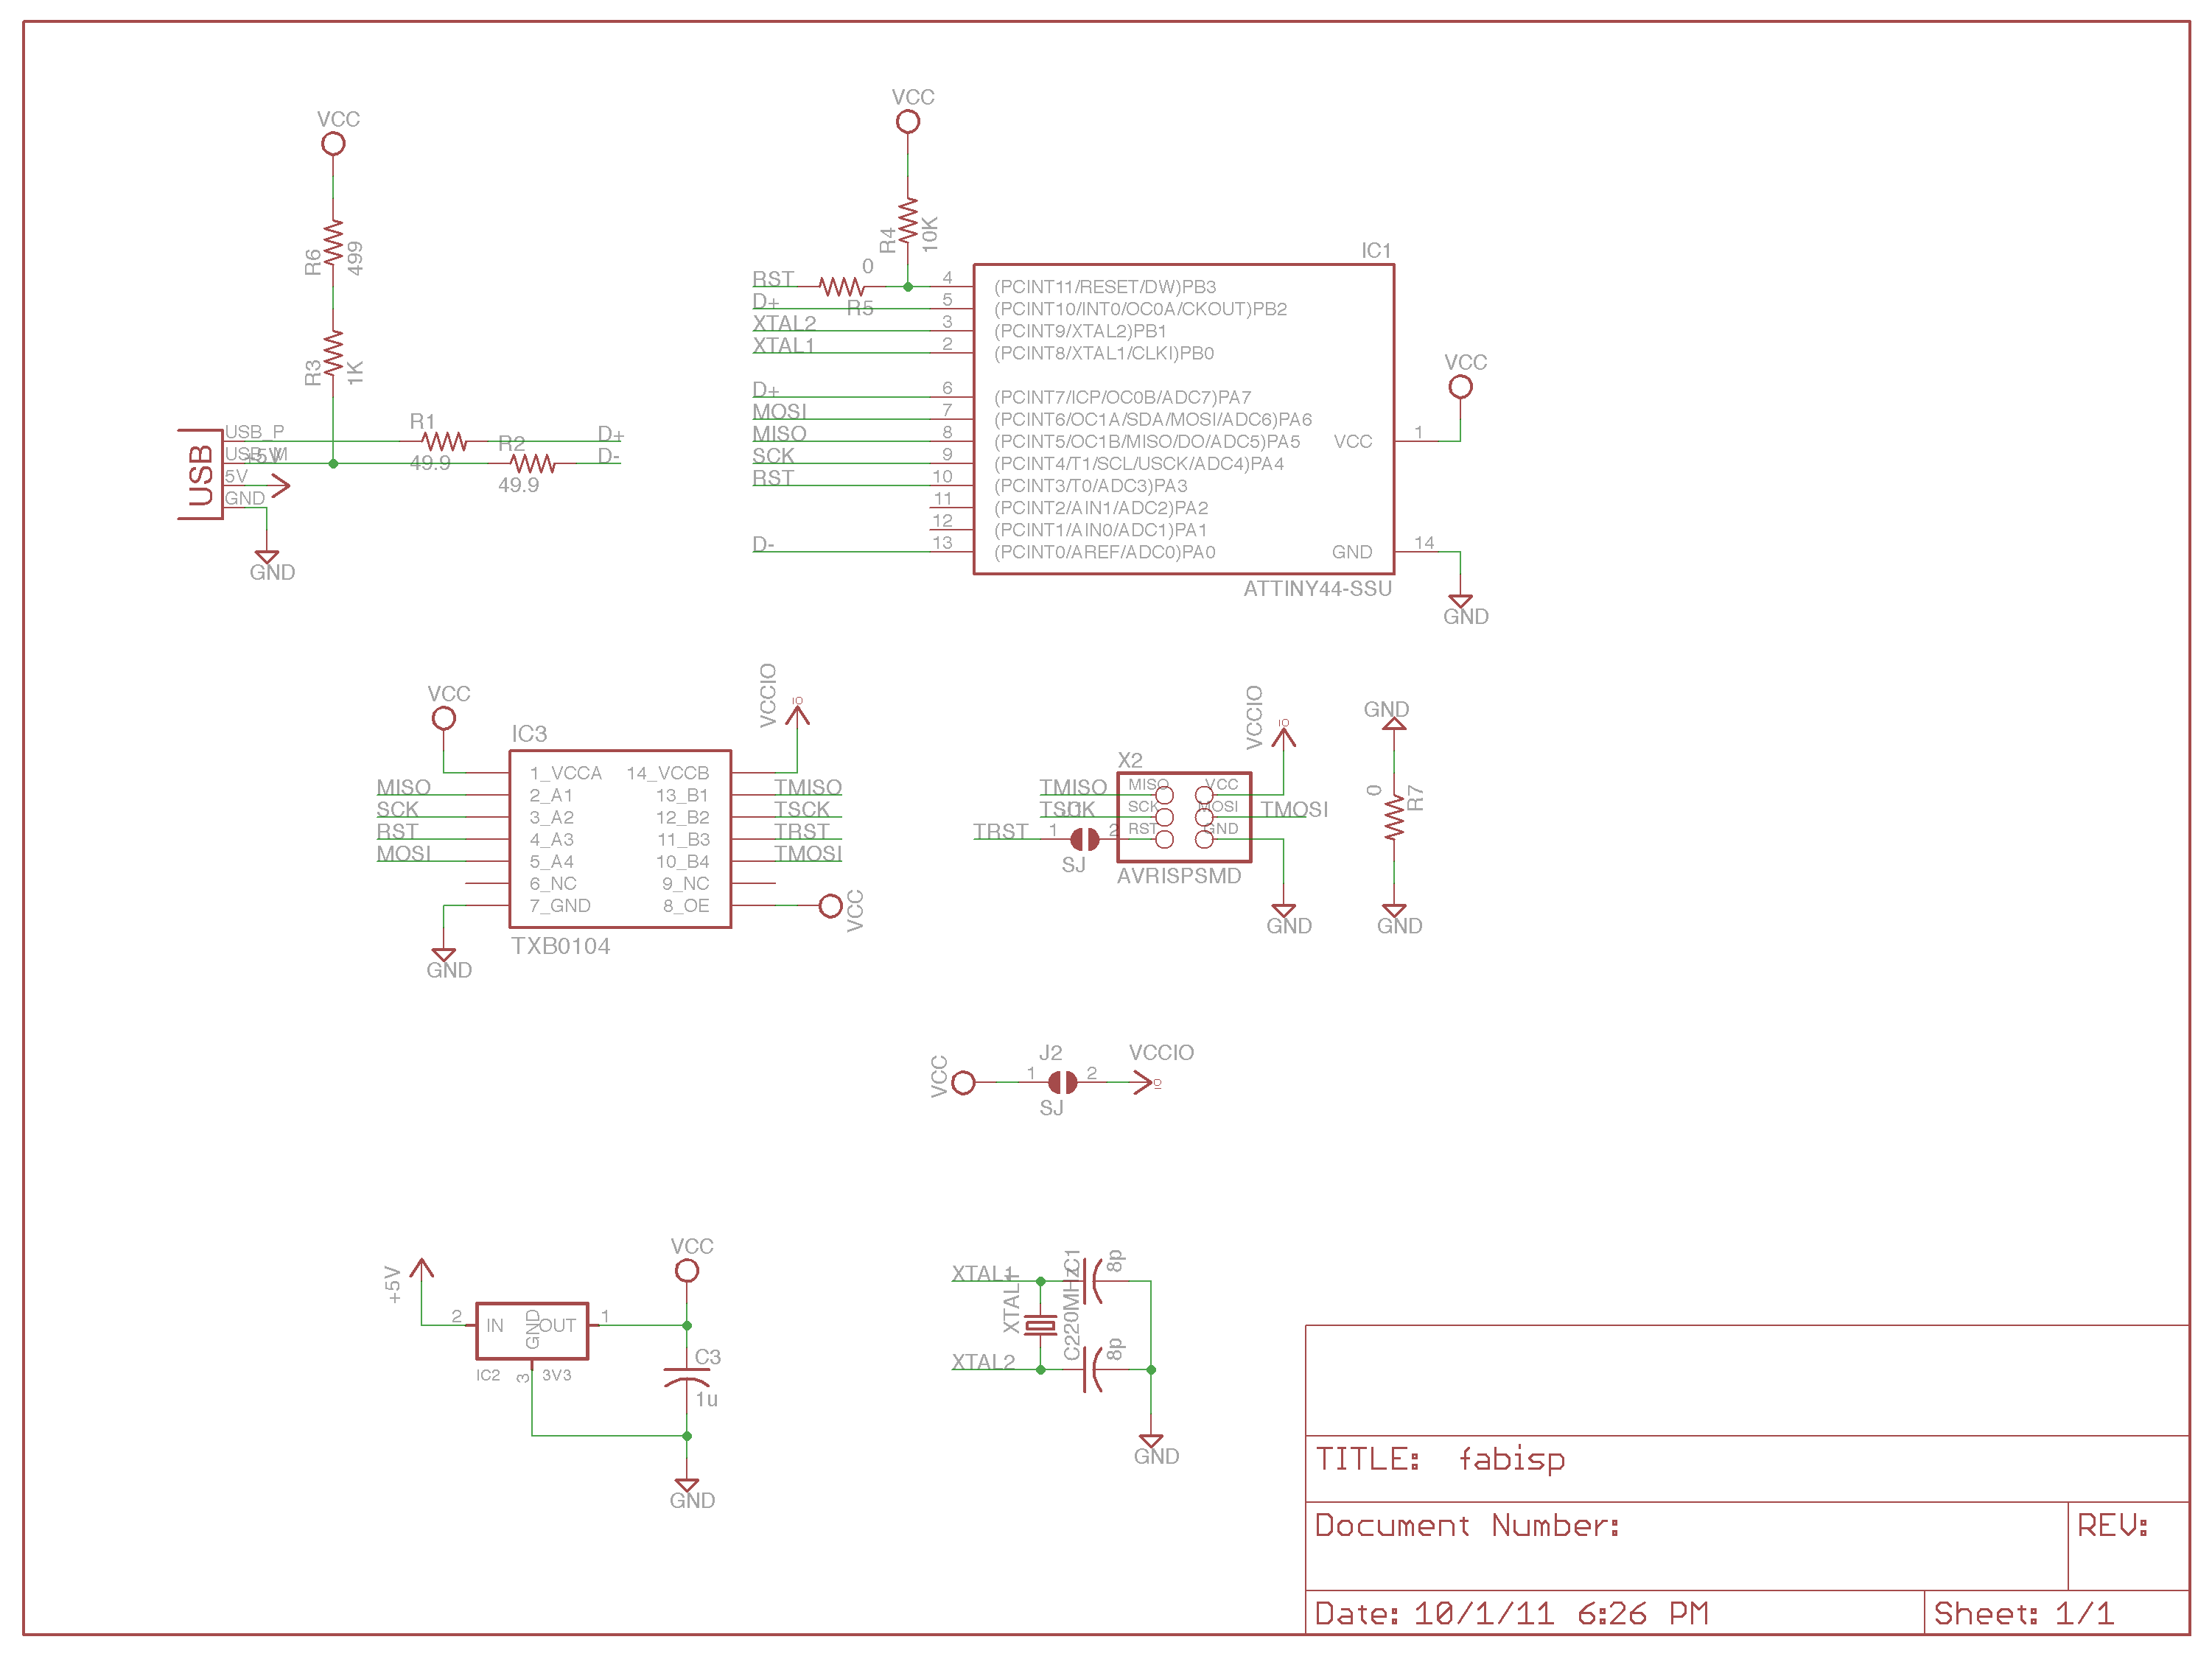 VCC
R6
499
R3
1K
USB
USB_P
USB_M
+5V
5V
GND
GND
R1
49.9
R2
49.9
D+
D-
VCC
R4
10K
0
R5
IC1
RST
4
(PCINT11/RESET/DW)PB3
D+
5
(PCINT10/INT0/OC0A/CKOUT)PB2
XTAL2
3
(PCINT9/XTAL2)PB1
XTAL1
2
(PCINT8/XTAL1/CLKI)PB0
D+
6
(PCINT7/ICP/OC0B/ADC7)PA7
MOSI
7
(PCINT6/OC1A/SDA/MOSI/ADC6)PA6
MISO
8
(PCINT5/OC1B/MISO/DO/ADC5)PA5
SCK
9
(PCINT4/T1/SCL/USCK/ADC4)PA4
RST
10
(PCINT3/T0/ADC3)PA3
11
(PCINT2/AIN1/ADC2)PA2
12
(PCINT1/AIN0/ADC1)PA1
D-
13
(PCINT0/AREF/ADC0)PA0
VCC
1
VCC
GND
14
GND
ATTINY44-SSU
VCC
IC3
VCCIO
IO
1_VCCA
14_VCCB
MISO
2_A1
13_B1
TMISO
SCK
3_A2
12_B2
TSCK
RST
4_A3
11_B3
TRST
MOSI
5_A4
10_B4
TMOSI
6_NC
9_NC
7_GND
8_OE
VCC
GND
TXB0104
X2
VCCIO
IO
TMISO
MISO
VCC
TSCK
J1
SCK
MOSI
TMOSI
TRST
1
2
RST
GND
SJ
AVRISPSMD
GND
GND
0
R7
GND
VCC
J2
1
2
SJ
VCCIO
IO
+5V
2
IN
GND
OUT
1
IC2
3
3V3
VCC
C3
1u
GND
XTAL1
XTAL1
C1
8p
20MHz
XTAL2
C2
8p
GND
TITLE: fabisp
Document Number:
REV:
Date: 10/1/11 6:26 PM
Sheet: 1/1